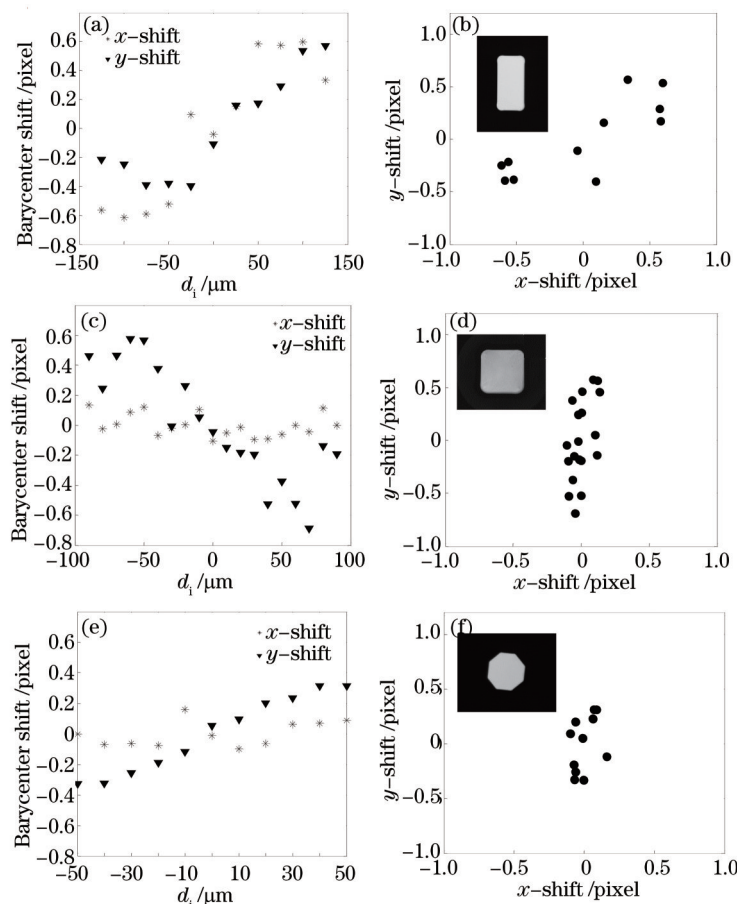 (a)
Barycenter shift/pixel
0.6
0.4
0.2
0
−0.2
−0.4
−0.6
−0.8
x-shift
y-shift
−150
−50
50
150
d_i/μm
(b)
y-shift/pixel
1.0
0.5
0
−0.5
−1.0
−1.0
−0.5
0
0.5
1.0
x-shift/pixel
(c)
Barycenter shift/pixel
0.6
0.4
0.2
0
−0.2
−0.4
−0.6
−0.8
x-shift
y-shift
−100
−50
0
50
100
d_i/μm
(d)
y-shift/pixel
1.0
0.5
0
−0.5
−1.0
−1.0
−0.5
0
0.5
1.0
x-shift/pixel
(e)
Barycenter shift/pixel
0.6
0.4
0.2
0
−0.2
−0.4
−0.6
−0.8
x-shift
y-shift
−50
−30
−10
10
30
50
d_i/μm
(f)
y-shift/pixel
1.0
0.5
0
−0.5
−1.0
−1.0
−0.5
0
0.5
1.0
x-shift/pixel